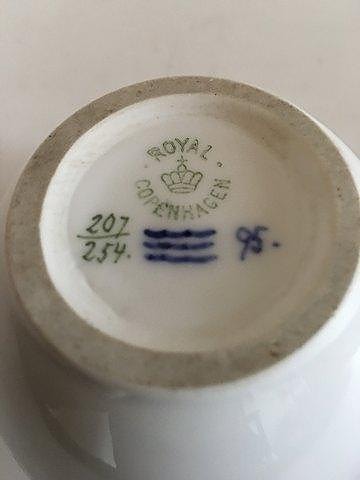 · ROYAL ·
COPENHAGEN
207
254.
95.